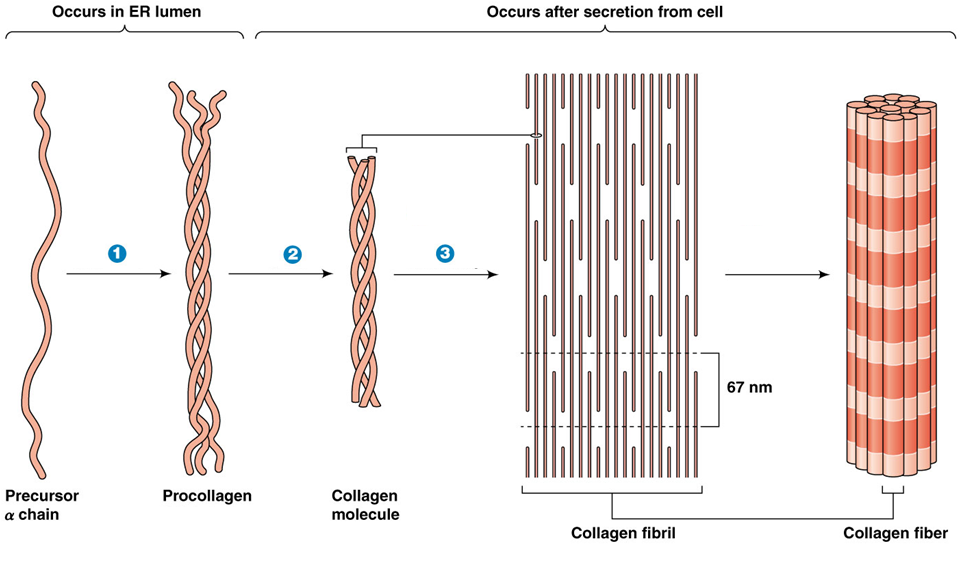 Occurs in ER lumen
Occurs after secretion from cell
1
2
3
67 nm
Precursor
α chain
Procollagen
Collagen
molecule
Collagen fibril
Collagen fiber